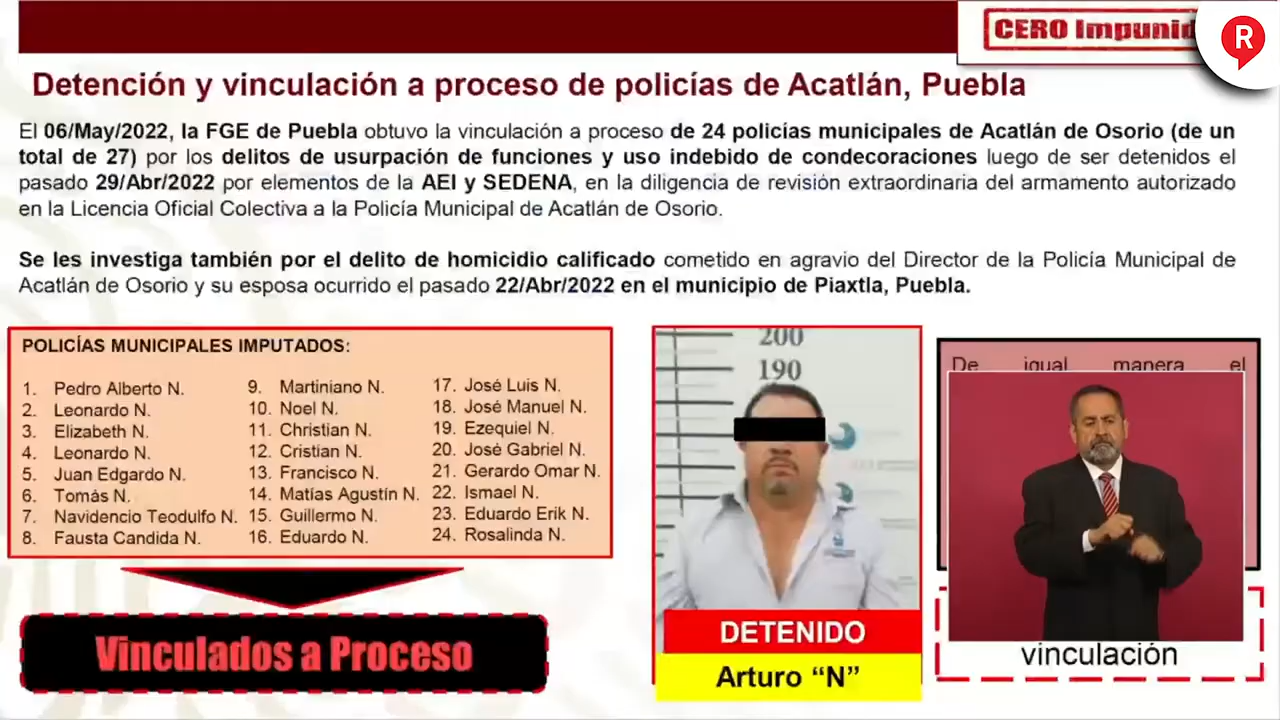 CERO Impunid
R
Detención y vinculación a proceso de policías de Acatlán, Puebla
El 06/May/2022, la FGE de Puebla obtuvo la vinculación a proceso de 24 policías municipales de Acatlán de Osorio (de un
total de 27) por los delitos de usurpación de funciones y uso indebido de condecoraciones luego de ser detenidos el
pasado 29/Abr/2022 por elementos de la AEI y SEDENA, en la diligencia de revisión extraordinaria del armamento autorizado
en la Licencia Oficial Colectiva a la Policía Municipal de Acatlán de Osorio.
Se les investiga también por el delito de homicidio calificado cometido en agravio del Director de la Policía Municipal de
Acatlán de Osorio y su esposa ocurrido el pasado 22/Abr/2022 en el municipio de Piaxtla, Puebla.
POLICÍAS MUNICIPALES IMPUTADOS:
1. Pedro Alberto N.
2. Leonardo N.
3. Elizabeth N.
4. Leonardo N.
5. Juan Edgardo N.
6. Tomás N.
7. Navidencio Teodulfo N.
8. Fausta Candida N.
9. Martiniano N.
10. Noel N.
11. Christian N.
12. Cristian N.
13. Francisco N.
14. Matías Agustín N.
15. Guillermo N.
16. Eduardo N.
17. José Luis N.
18. José Manuel N.
19. Ezequiel N.
20. José Gabriel N.
21. Gerardo Omar N.
22. Ismael N.
23. Eduardo Erik N.
24. Rosalinda N.
Vinculados a Proceso
200
190
DETENIDO
Arturo “N”
De igual manera el
vinculación